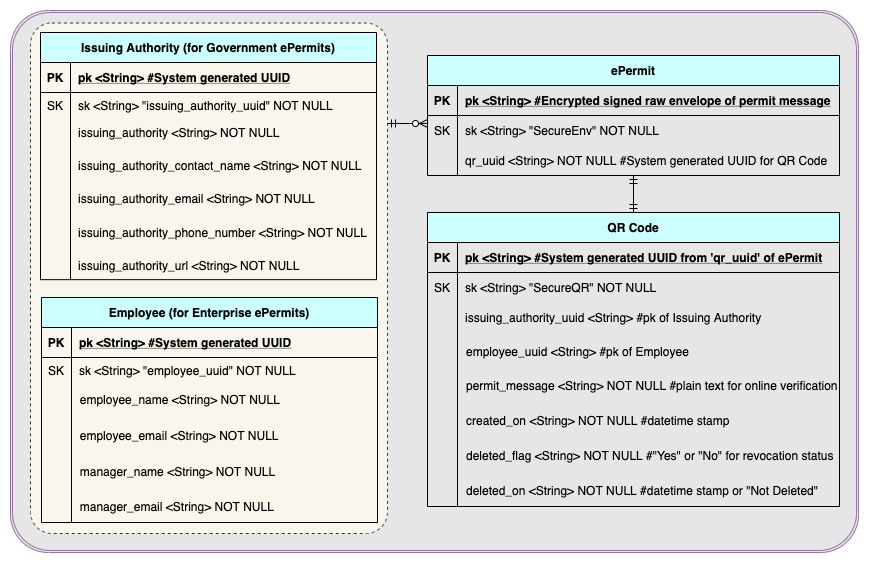 Issuing Authority (for Government ePermits)
PK pk <String> #System generated UUID
SK sk <String> "issuing_authority_uuid" NOT NULL
issuing_authority <String> NOT NULL
issuing_authority_contact_name <String> NOT NULL
issuing_authority_email <String> NOT NULL
issuing_authority_phone_number <String> NOT NULL
issuing_authority_url <String> NOT NULL
Employee (for Enterprise ePermits)
PK pk <String> #System generated UUID
SK sk <String> "employee_uuid" NOT NULL
employee_name <String> NOT NULL
employee_email <String> NOT NULL
manager_name <String> NOT NULL
manager_email <String> NOT NULL
ePermit
PK pk <String> #Encrypted signed raw envelope of permit message
SK sk <String> "SecureEnv" NOT NULL
qr_uuid <String> NOT NULL #System generated UUID for QR Code
QR Code
PK pk <String> #System generated UUID from 'qr_uuid' of ePermit
SK sk <String> "SecureQR" NOT NULL
issuing_authority_uuid <String> #pk of Issuing Authority
employee_uuid <String> #pk of Employee
permit_message <String> NOT NULL #plain text for online verification
created_on <String> NOT NULL #datetime stamp
deleted_flag <String> NOT NULL #"Yes" or "No" for revocation status
deleted_on <String> NOT NULL #datetime stamp or "Not Deleted"